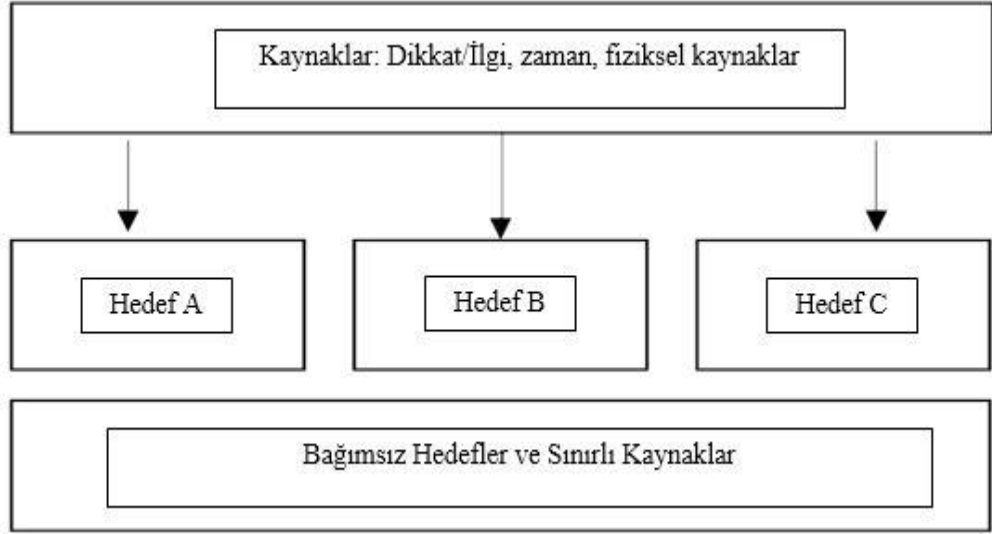 Kaynaklar: Dikkat/İlgi, zaman, fiziksel kaynaklar
Hedef A
Hedef B
Hedef C
Bağımsız Hedefler ve Sınırlı Kaynaklar